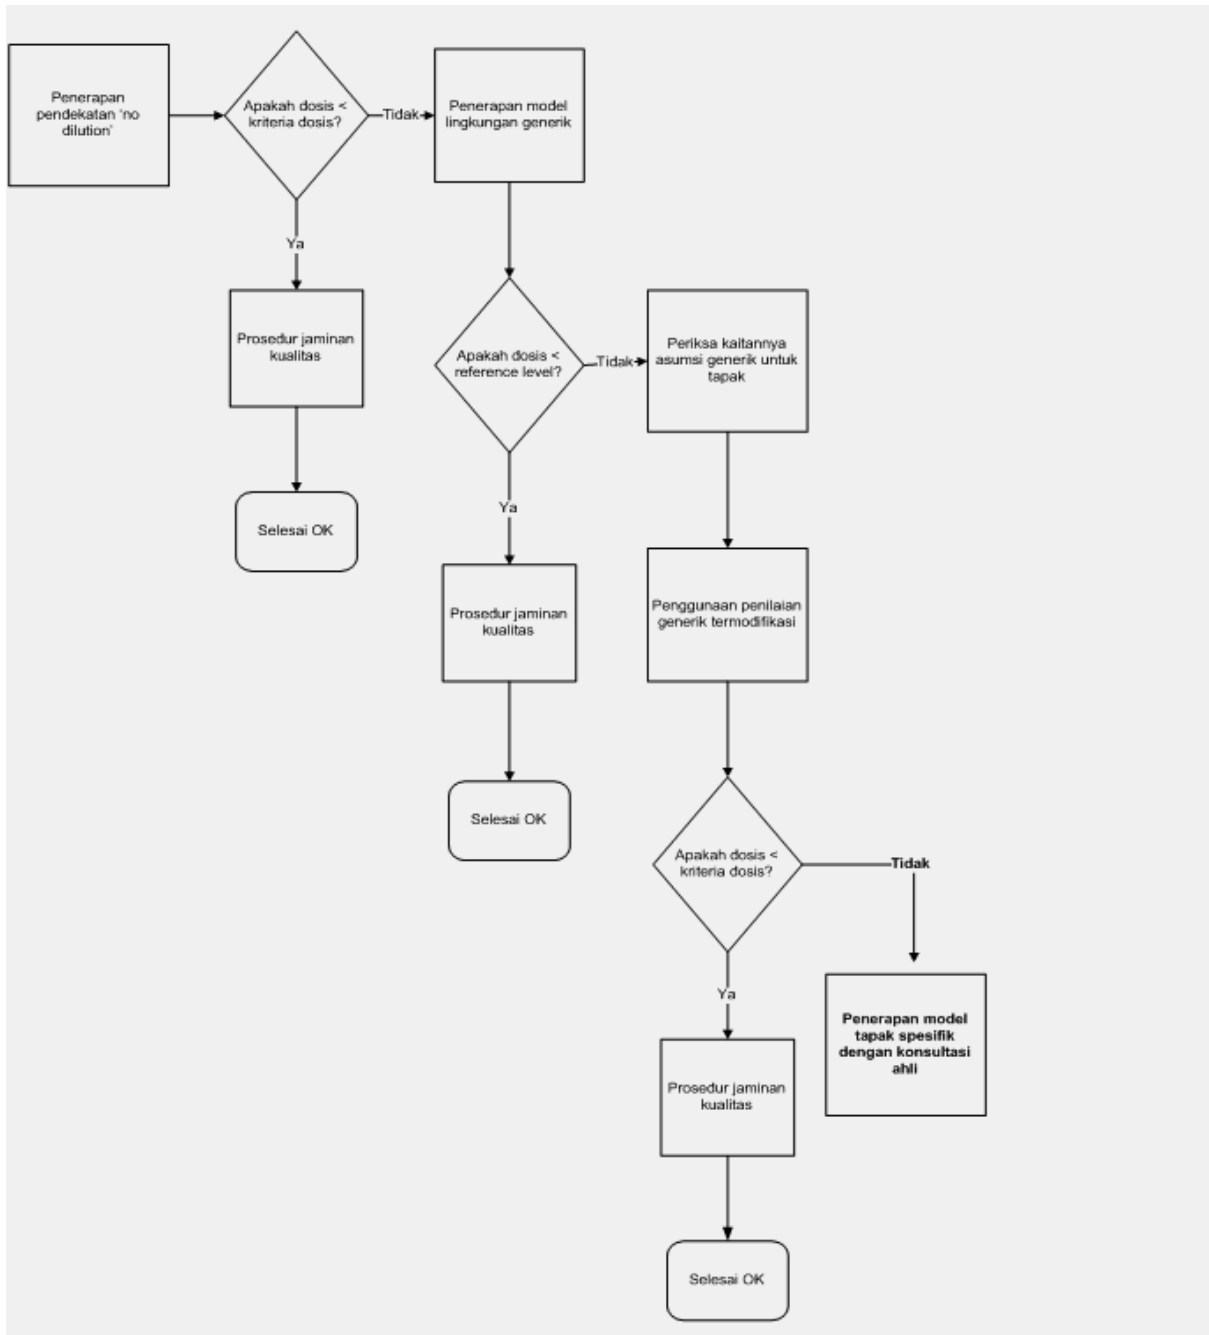 Penerapan
pendekatan 'no
dilution'
Apakah dosis <
kriteria dosis?
Tidak
Penerapan model
lingkungan generik
Ya
Prosedur jaminan
kualitas
Selesai OK
Apakah dosis <
reference level?
Tidak
Periksa kaitannya
asumsi generik untuk
tapak
Ya
Prosedur jaminan
kualitas
Selesai OK
Penggunaan penilaian
generik termodifikasi
Apakah dosis <
kriteria dosis?
Tidak
Penerapan model
tapak spesifik
dengan konsultasi
ahli
Ya
Prosedur jaminan
kualitas
Selesai OK